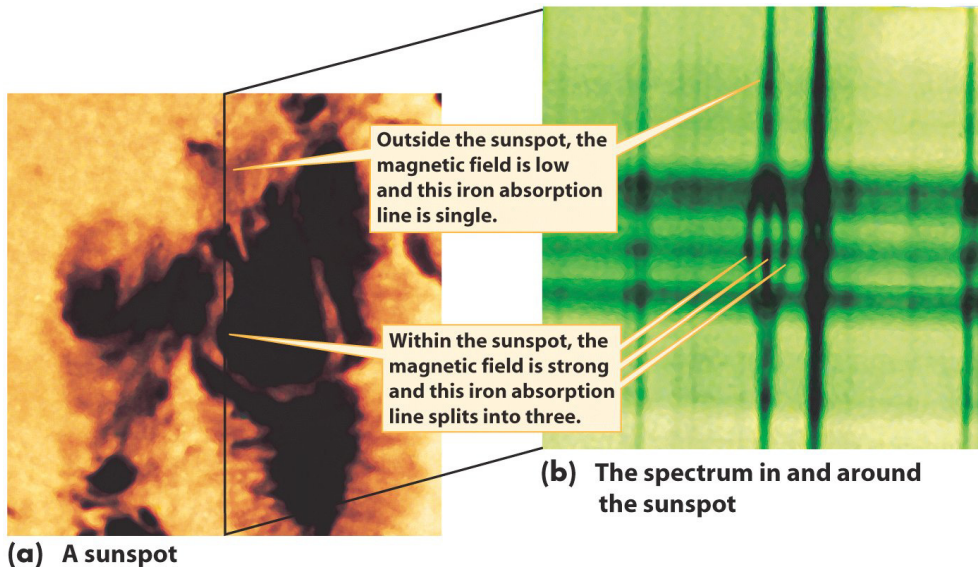 Outside the sunspot, the
magnetic field is low
and this iron absorption
line is single.
Within the sunspot, the
magnetic field is strong
and this iron absorption
line splits into three.
(b) The spectrum in and around
the sunspot
(a) A sunspot